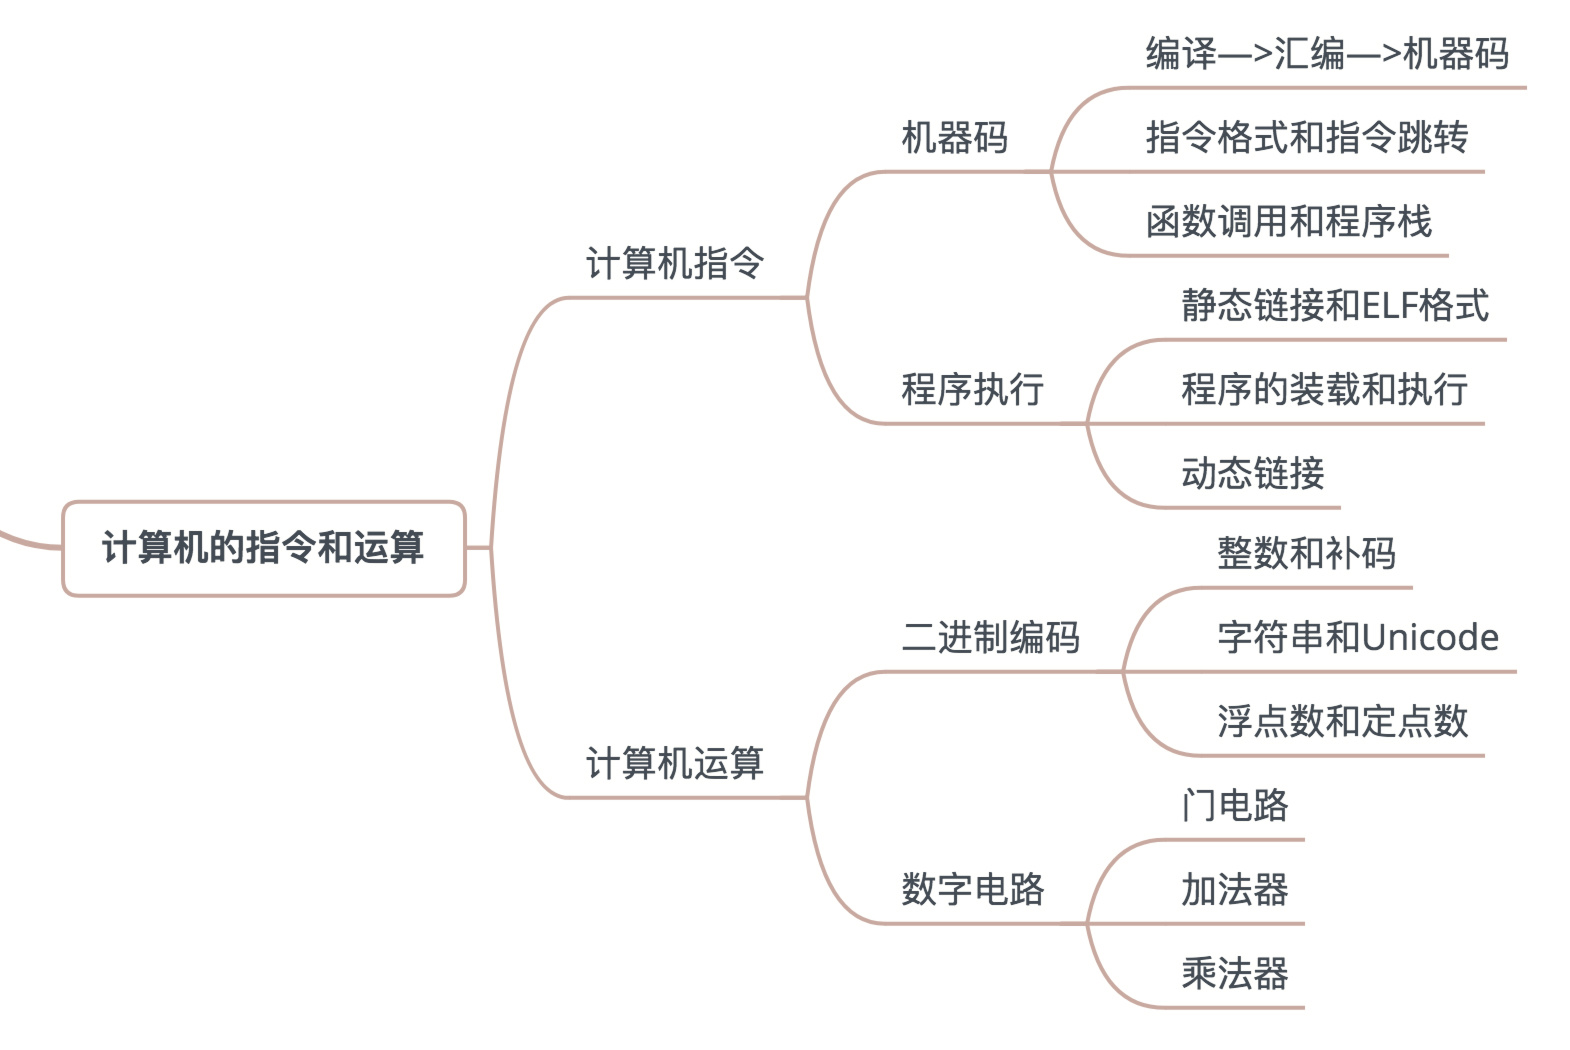 编译—>汇编—>机器码
机器码
指令格式和指令跳转
函数调用和程序栈
计算机指令
静态链接和ELF格式
程序执行
程序的装载和执行
动态链接
计算机的指令和运算
整数和补码
二进制编码
字符串和Unicode
浮点数和定点数
计算机运算
门电路
数字电路
加法器
乘法器